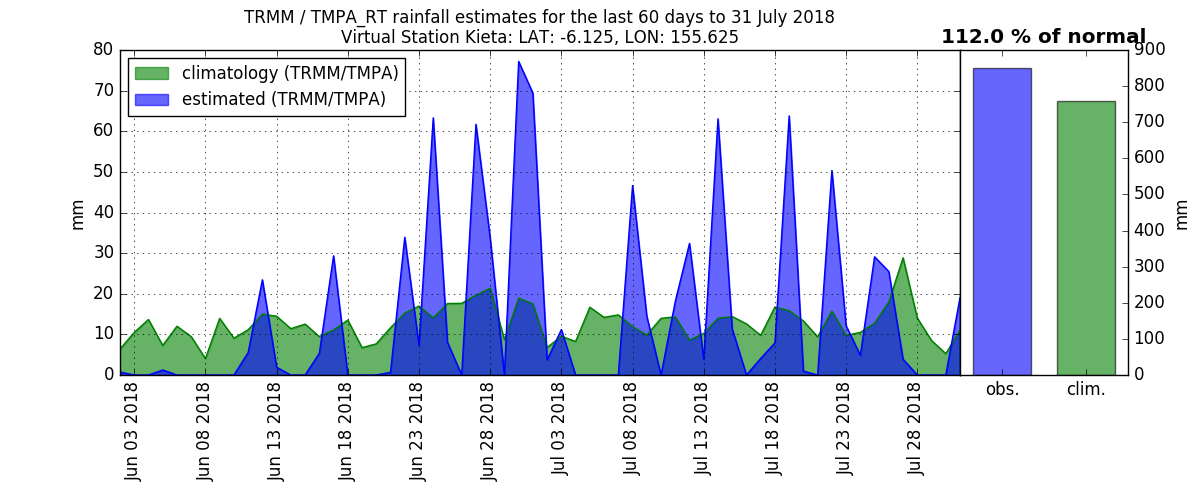 TRMM / TMPA_RT rainfall estimates for the last 60 days to 31 July 2018
Virtual Station Kieta: LAT: -6.125, LON: 155.625
112.0 % of normal
climatology (TRMM/TMPA)
estimated (TRMM/TMPA)
80
70
60
50
40
30
20
10
0
mm
Jun 03 2018
Jun 08 2018
Jun 13 2018
Jun 18 2018
Jun 23 2018
Jun 28 2018
Jul 03 2018
Jul 08 2018
Jul 13 2018
Jul 18 2018
Jul 23 2018
Jul 28 2018
obs.
clim.
900
800
700
600
500
400
300
200
100
0
mm